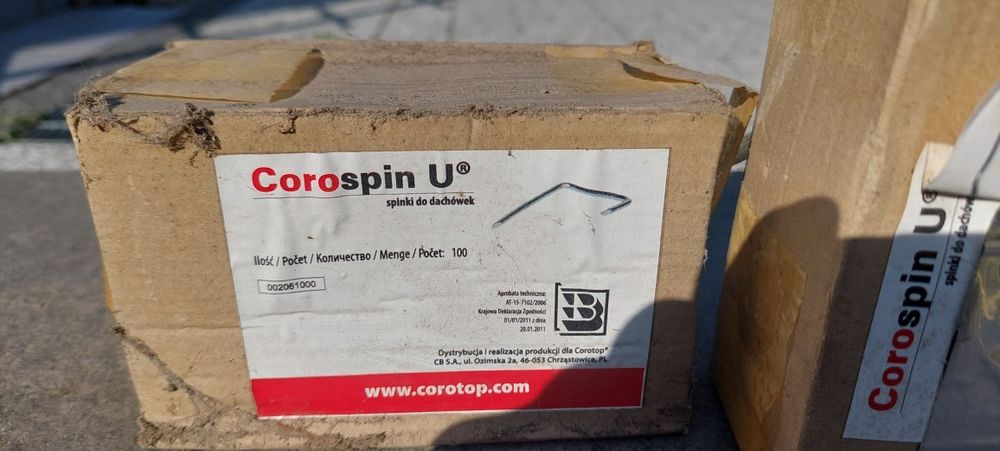 Corospin U®
spinki do dachówek
Ilość / Počet / Количество / Menge / Počet: 100
002061000
Aprobata techniczna:
AT-15-7102/2006
Krajowa Deklaracja Zgodności
01/01/2011 z dnia
20.01.2011
B
Dystrybucja i realizacja produkcji dla Corotop®
CB S.A., ul. Ozimska 2a, 46-053 Chrząstowice, PL
www.corotop.com
Corospin U®
spinki do dachówek